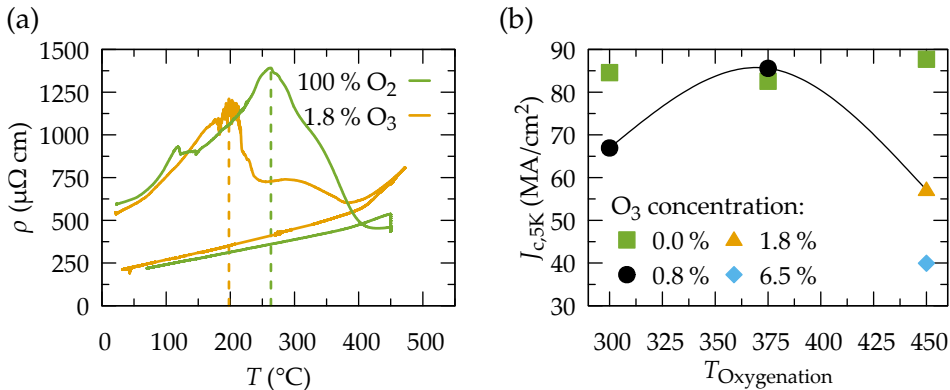 (a)
1500
1250
1000
750
500
250
0
ρ (µΩ cm)
100 % O₂
1.8 % O₃
0 100 200 300 400 500
T (°C)
(b)
90
80
70
60
50
40
30
J_c,5K (MA/cm²)
O₃ concentration:
0.0 % 1.8 %
0.8 % 6.5 %
300 325 350 375 400 425 450
T_Oxygenation